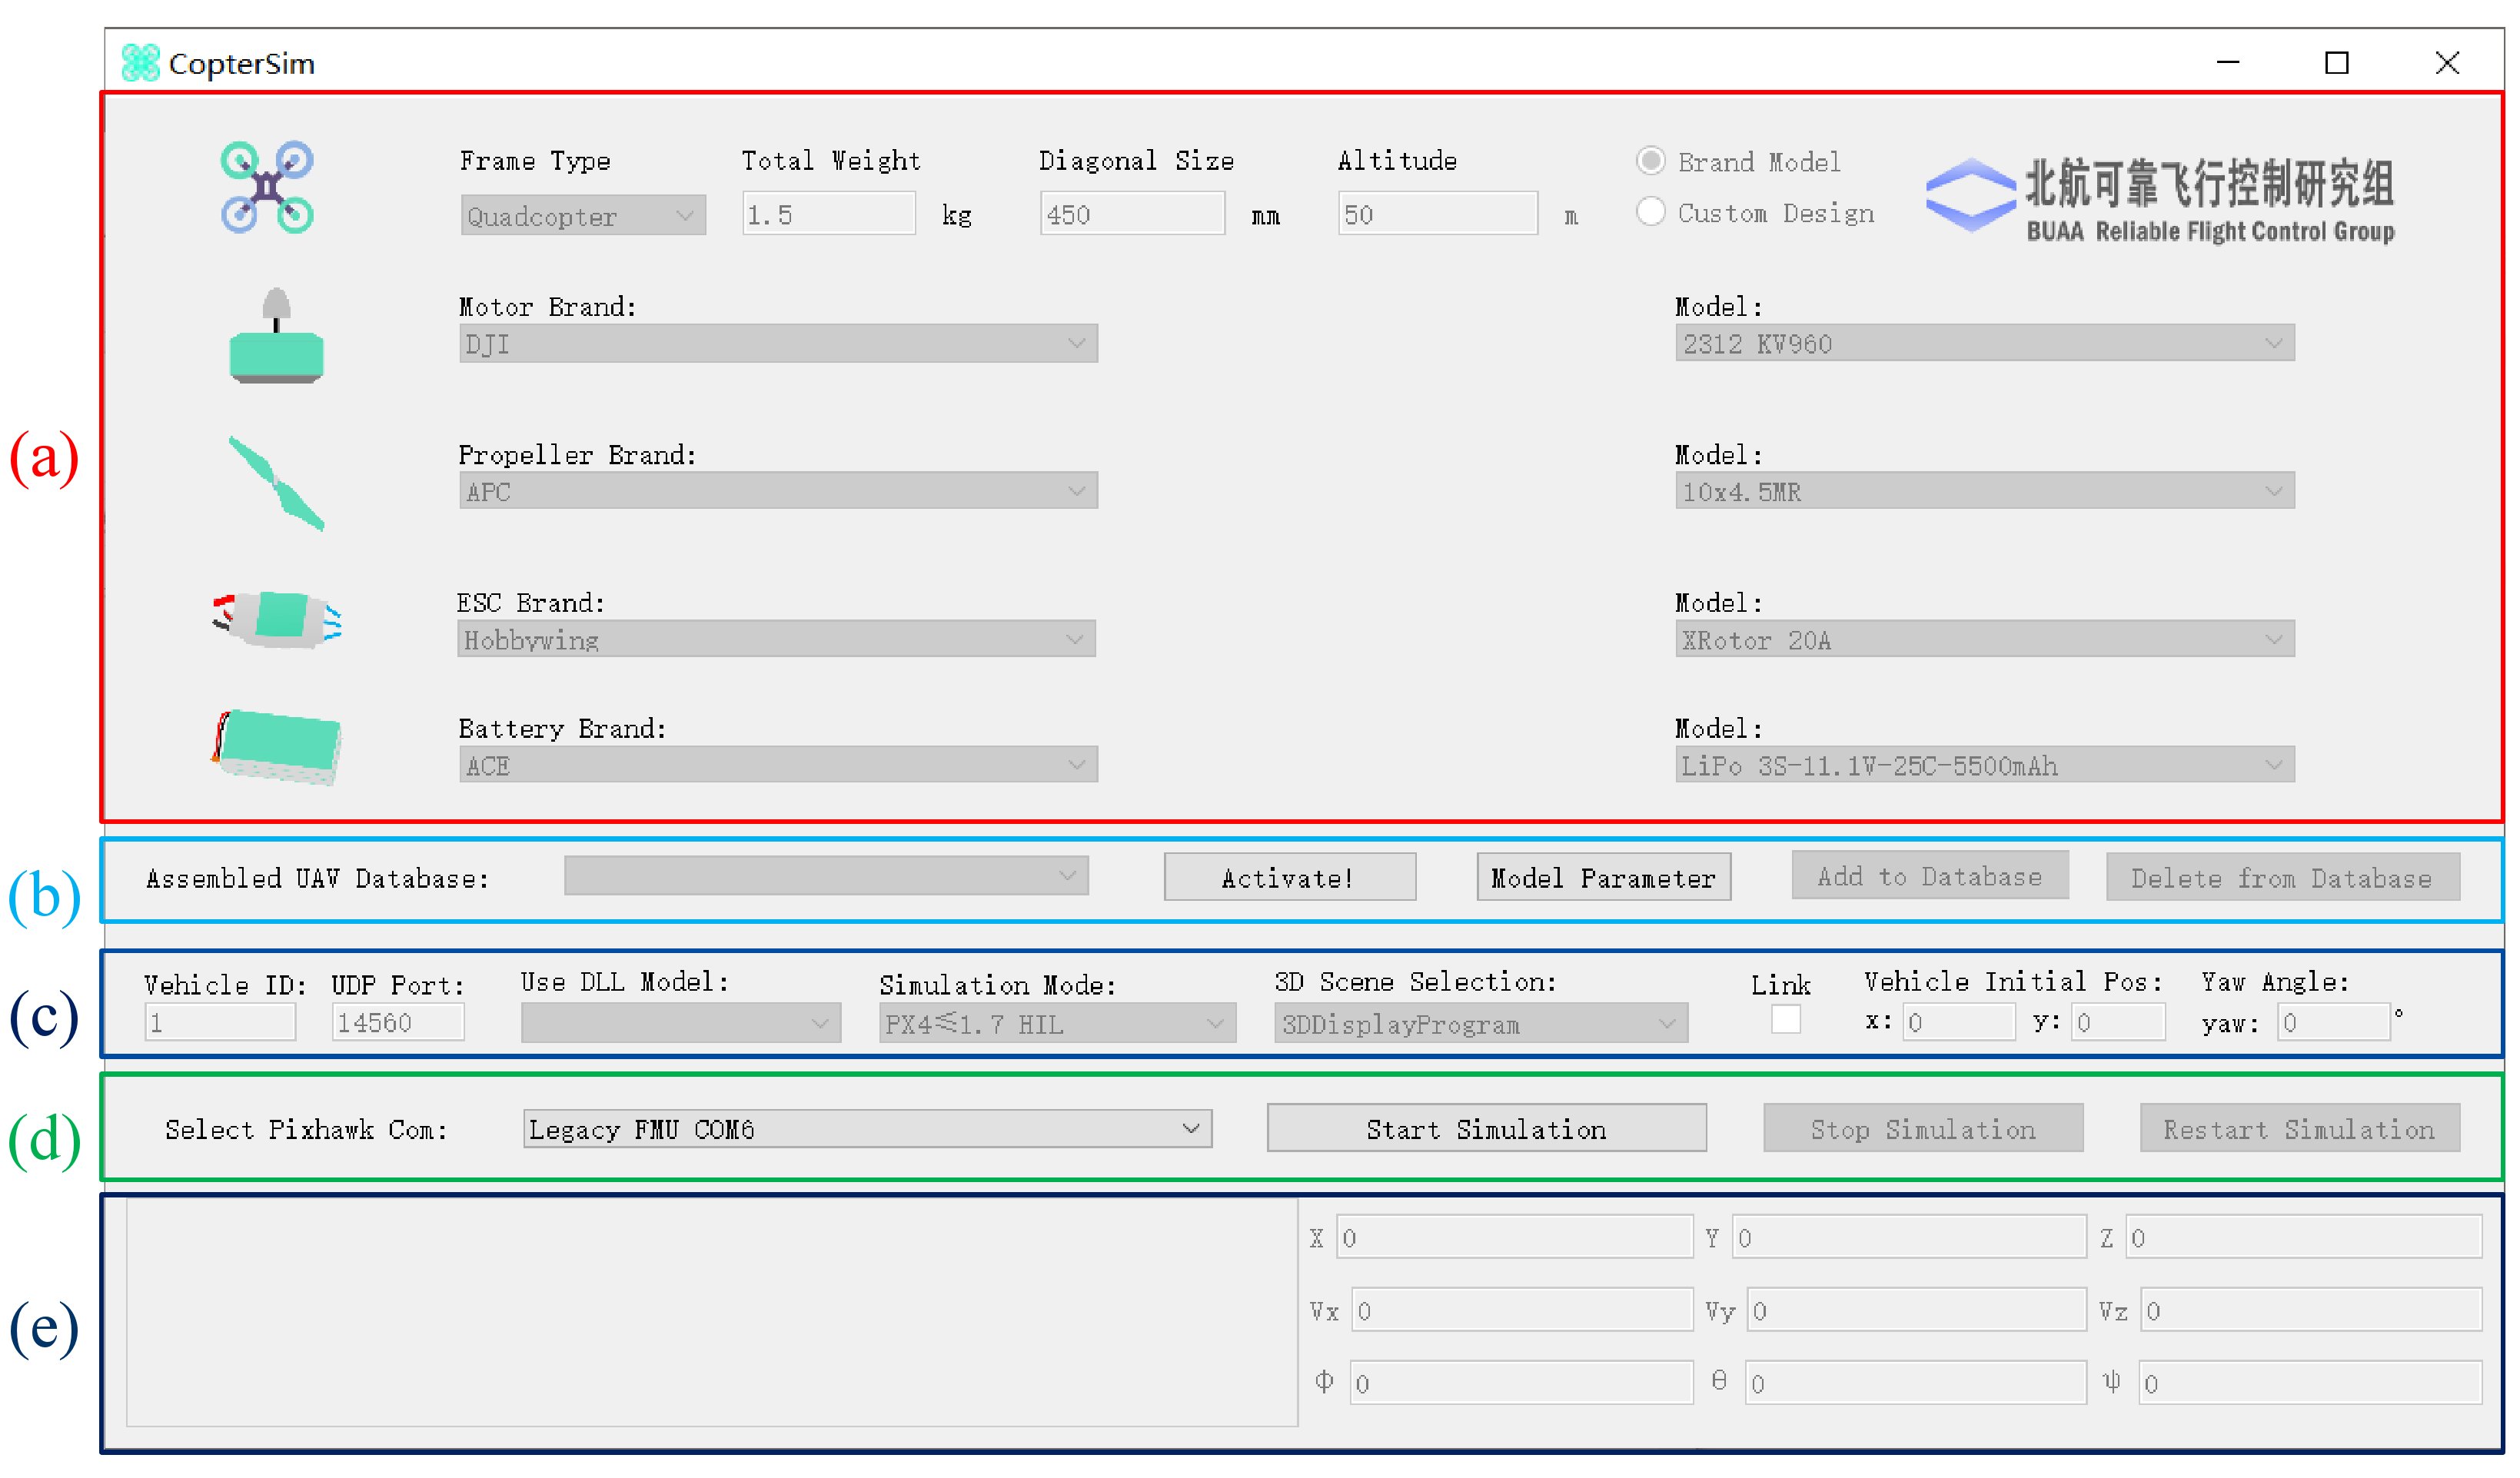 CopterSim
Frame Type Total Weight Diagonal Size Altitude Brand Model
Quadcopter 1.5 kg 450 mm 50 m Custom Design
北航可靠飞行控制研究组
BUAA Reliable Flight Control Group
Motor Brand: Model:
DJI 2312 KV960
(a)
Propeller Brand: Model:
APC 10x4.5MR
ESC Brand: Model:
Hobbywing XRotor 20A
Battery Brand: Model:
ACE LiPo 3S-11.1V-25C-5500mAh
(b)
Assembled UAV Database: Activate! Model Parameter Add to Database Delete from Database
(c)
Vehicle ID: UDP Port: Use DLL Model: Simulation Mode: 3D Scene Selection: Link Vehicle Initial Pos: Yaw Angle:
1 14560 PX4≤1.7 HIL 3DDisplayProgram x: 0 y: 0 yaw: 0 °
(d)
Select Pixhawk Com: Legacy FMU COM6 Start Simulation Stop Simulation Restart Simulation
(e)
X 0 Y 0 Z 0
Vx 0 Vy 0 Vz 0
Φ 0 θ 0 ψ 0